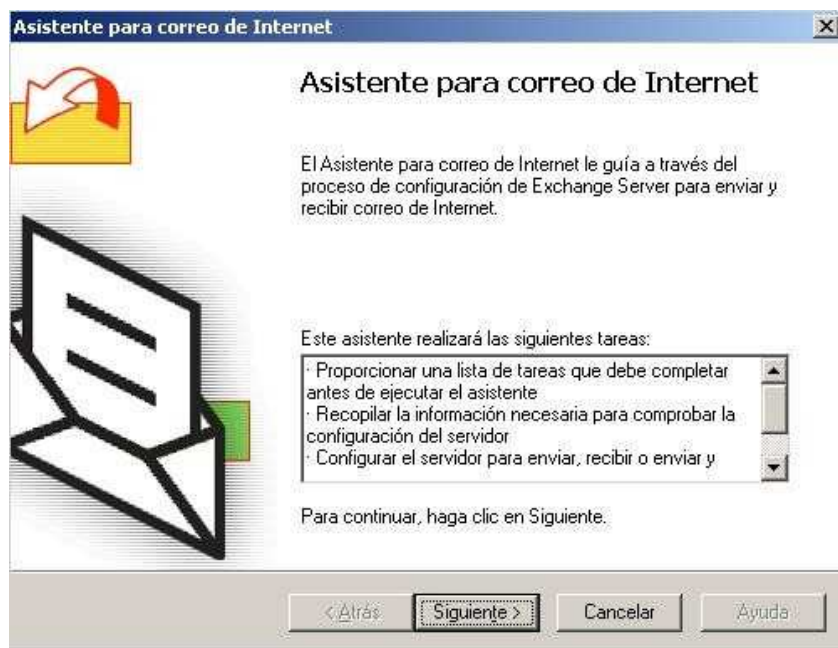 Asistente para correo de Internet
Asistente para correo de Internet
El Asistente para correo de Internet le guía a través del
proceso de configuración de Exchange Server para enviar y
recibir correo de Internet.
Este asistente realizará las siguientes tareas:
· Proporcionar una lista de tareas que debe completar
antes de ejecutar el asistente
· Recopilar la información necesaria para comprobar la
configuración del servidor
· Configurar el servidor para enviar, recibir o enviar y
Para continuar, haga clic en Siguiente.
< Atrás Siguiente > Cancelar Ayuda